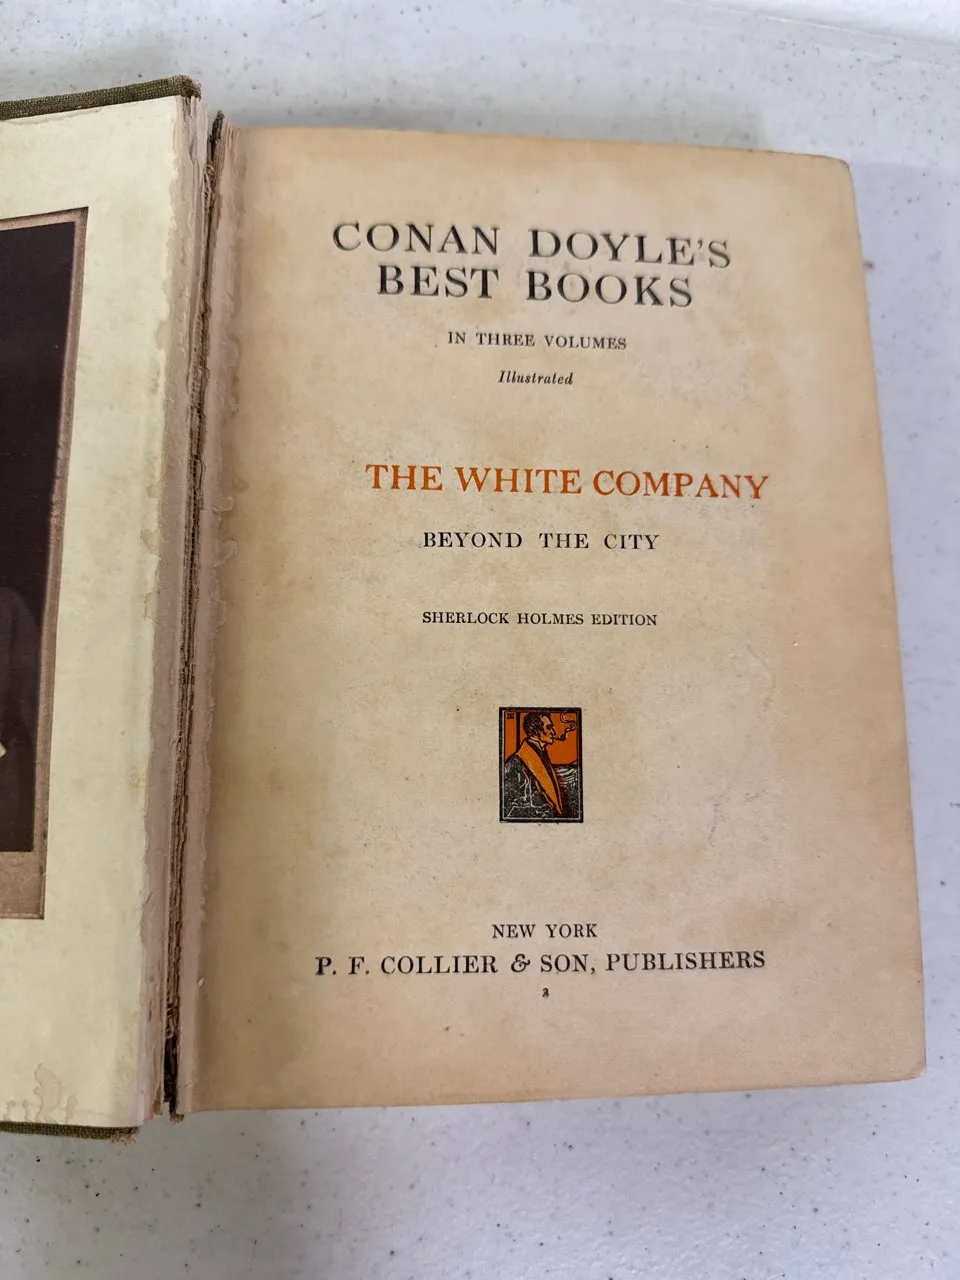 CONAN DOYLE'S
BEST BOOKS
IN THREE VOLUMES
Illustrated
THE WHITE COMPANY
BEYOND THE CITY
SHERLOCK HOLMES EDITION
NEW YORK
P. F. COLLIER & SON, PUBLISHERS